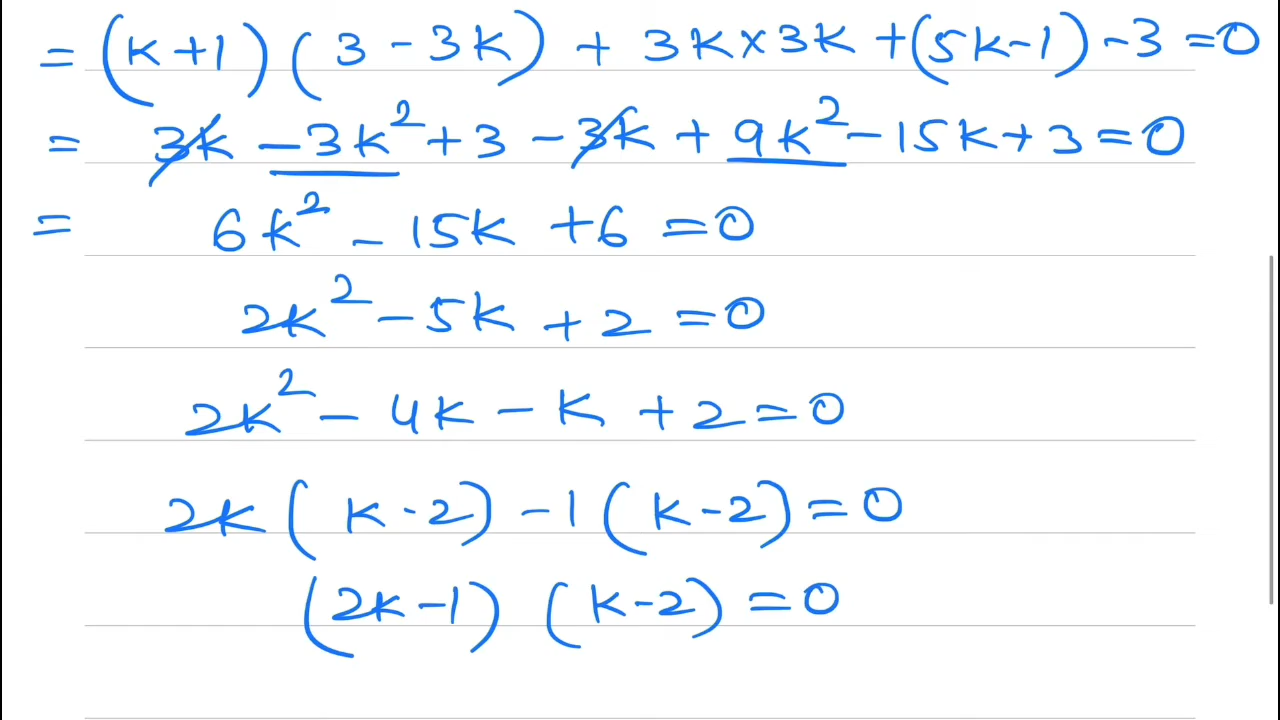 = (k+1) (3 - 3k) + 3k×3k + (5k-1) - 3 = 0
= 3k - 3k² + 3 - 3k + 9k² - 15k + 3 = 0
= 6k² - 15k + 6 = 0
2k² - 5k + 2 = 0
2k² - 4k - k + 2 = 0
2k (k-2) - 1 (k-2) = 0
(2k-1) (k-2) = 0